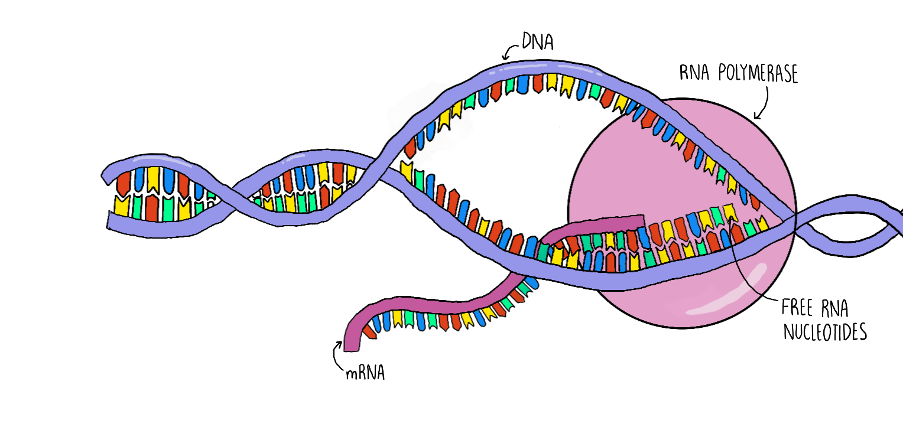 DNA
RNA POLYMERASE
FREE RNA
NUCLEOTIDES
mRNA